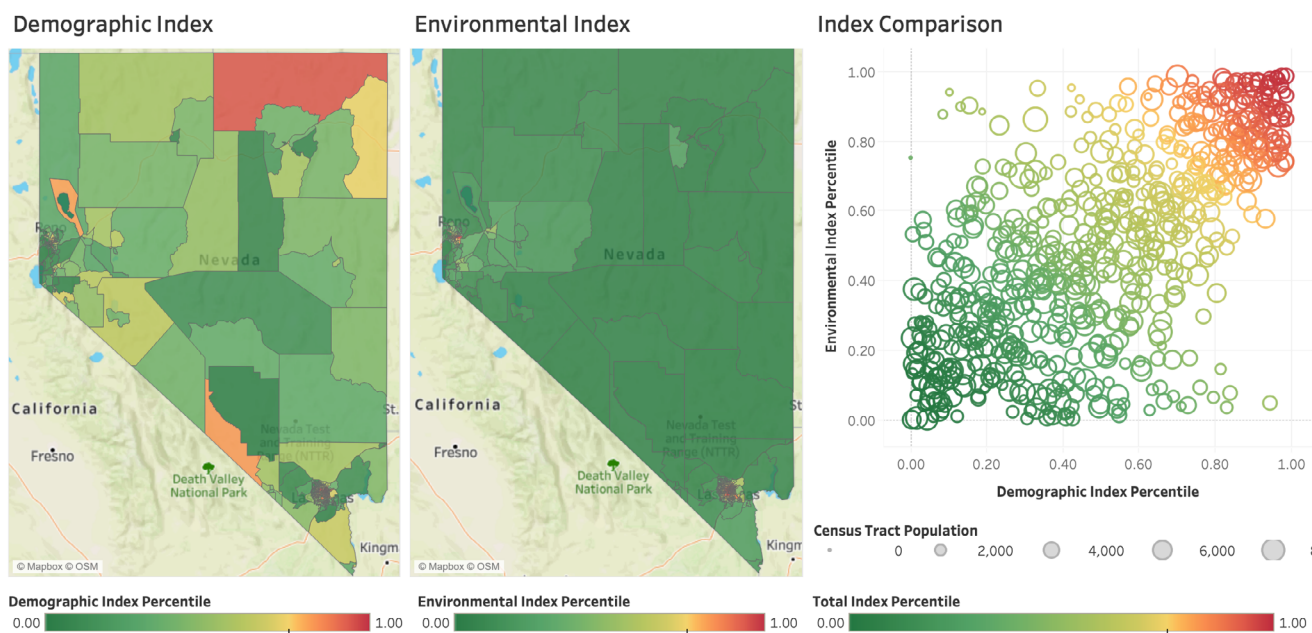 Demographic Index
Environmental Index
Index Comparison
Reno
Nevada
California
Fresno
Nevada Test
and Training
Range (NTTR)
Death Valley
National Park
Las Vegas
St.
Kingm
© Mapbox © OSM
Reno
Nevada
California
Fresno
Nevada Test
and Training
Range (NTTR)
Death Valley
National Park
St
Kingm
© Mapbox © OSM
Environmental Index Percentile
1.00
0.80
0.60
0.40
0.20
0.00
0.00 0.20 0.40 0.60 0.80 1.00
Demographic Index Percentile
Census Tract Population
0 2,000 4,000 6,000
Demographic Index Percentile
0.00 1.00
Environmental Index Percentile
0.00 1.00
Total Index Percentile
0.00 1.00